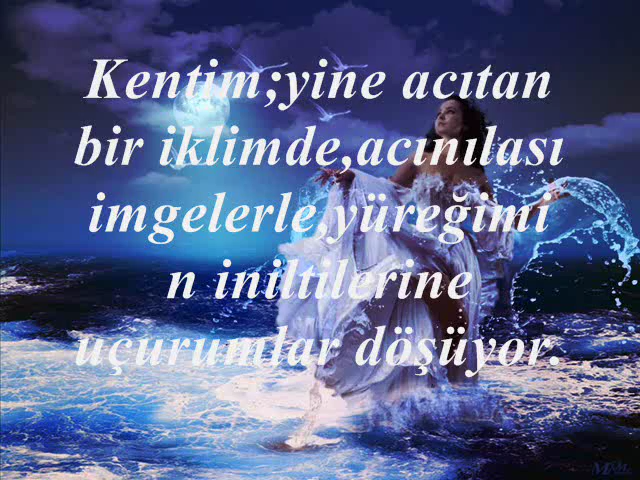 Kentim;yine acıtan
bir iklimde,acınılası
imgelerle,yüreğimi
n iniltilerine
uçurumlar döşüyor.